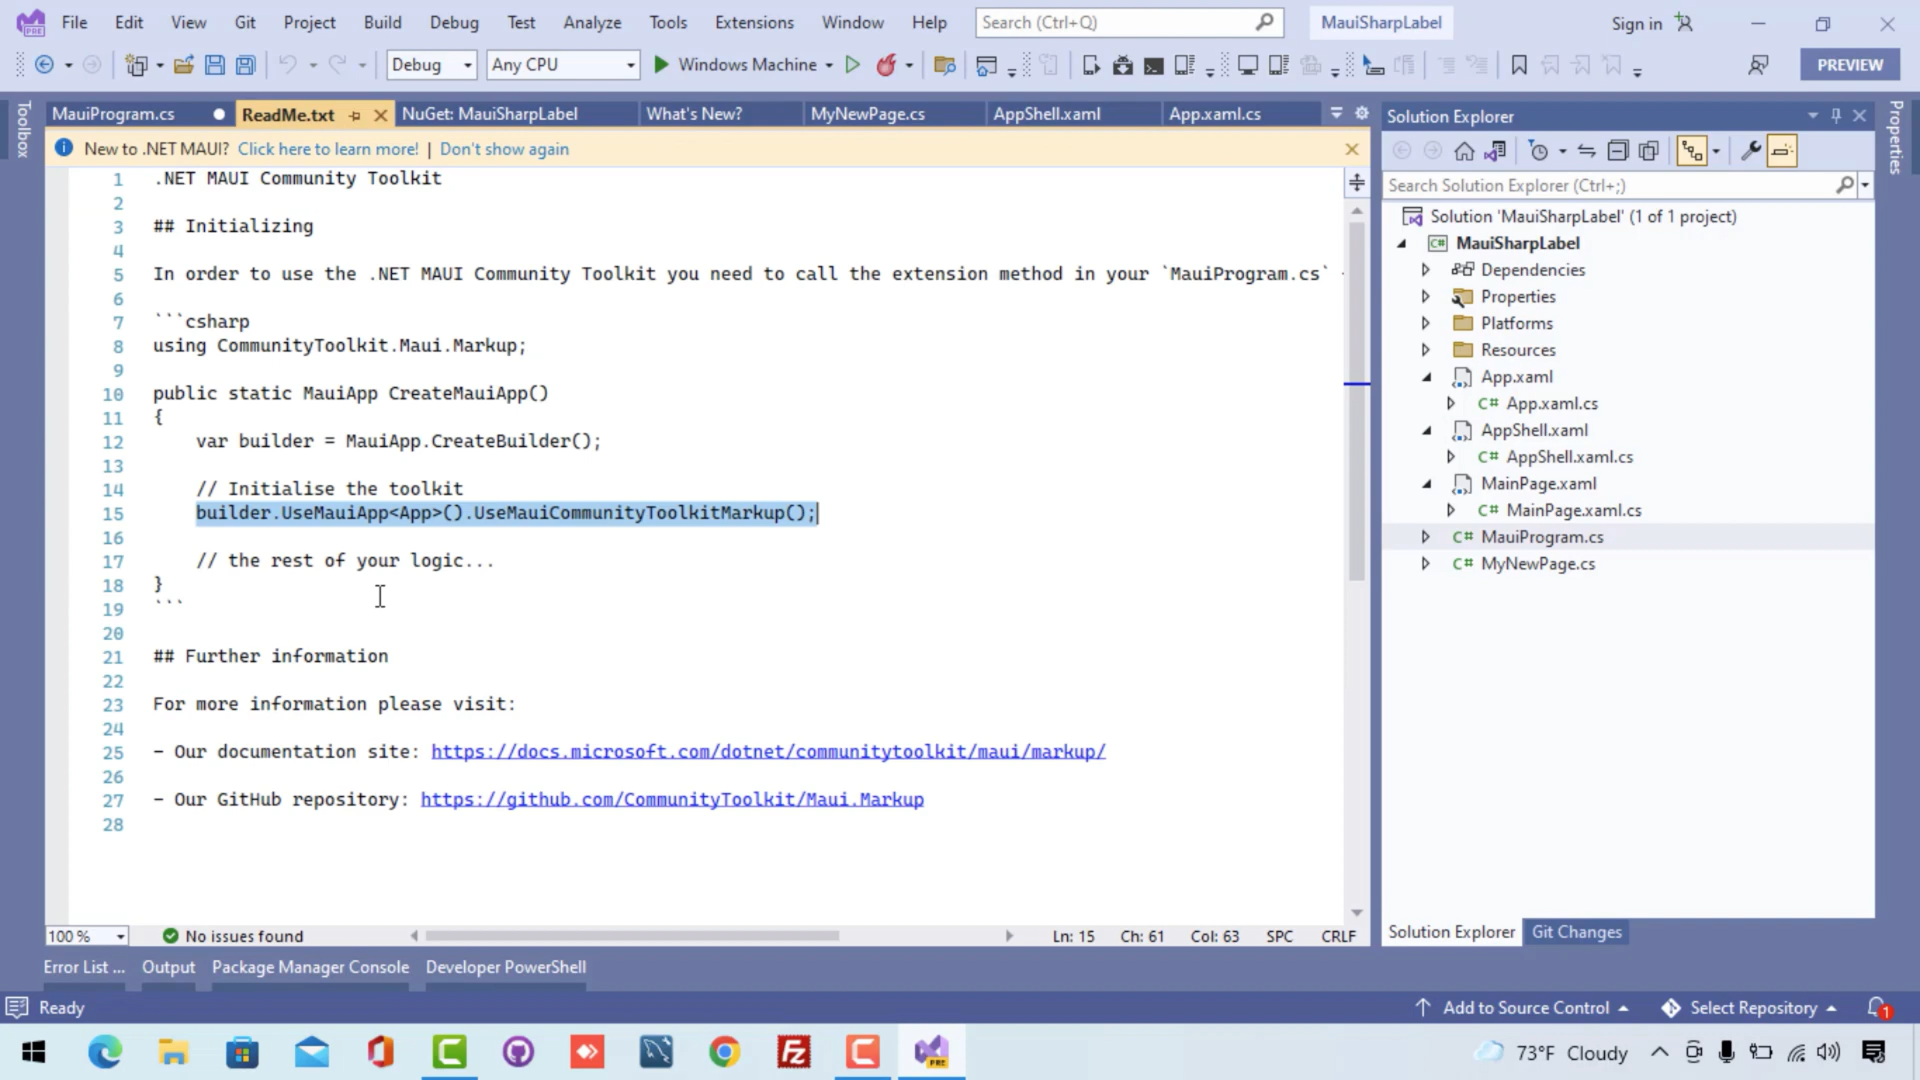 File Edit View Git Project Build Debug Test Analyze Tools Extensions Window Help Search (Ctrl+Q) MauiSharpLabel Sign in
Debug Any CPU Windows Machine PREVIEW
Toolbox
MauiProgram.cs ReadMe.txt NuGet: MauiSharpLabel What's New? MyNewPage.cs AppShell.xaml App.xaml.cs
New to .NET MAUI? Click here to learn more! | Don't show again
1 .NET MAUI Community Toolkit
2
3 ## Initializing
4
5 In order to use the .NET MAUI Community Toolkit you need to call the extension method in your `MauiProgram.cs`
6
7 ```csharp
8 using CommunityToolkit.Maui.Markup;
9
10 public static MauiApp CreateMauiApp()
11 {
12 var builder = MauiApp.CreateBuilder();
13
14 // Initialise the toolkit
15 builder.UseMauiApp<App>().UseMauiCommunityToolkitMarkup();
16
17 // the rest of your logic...
18 }
19 ```
20
21 ## Further information
22
23 For more information please visit:
24
25 - Our documentation site: https://docs.microsoft.com/dotnet/communitytoolkit/maui/markup/
26
27 - Our GitHub repository: https://github.com/CommunityToolkit/Maui.Markup
28
100 % No issues found Ln: 15 Ch: 61 Col: 63 SPC CRLF
Error List ... Output Package Manager Console Developer PowerShell
Solution Explorer
Search Solution Explorer (Ctrl+;)
Solution 'MauiSharpLabel' (1 of 1 project)
C# MauiSharpLabel
Dependencies
Properties
Platforms
Resources
App.xaml
C# App.xaml.cs
AppShell.xaml
C# AppShell.xaml.cs
MainPage.xaml
C# MainPage.xaml.cs
C# MauiProgram.cs
C# MyNewPage.cs
Solution Explorer Git Changes
Properties
Ready Add to Source Control Select Repository 1
73°F Cloudy